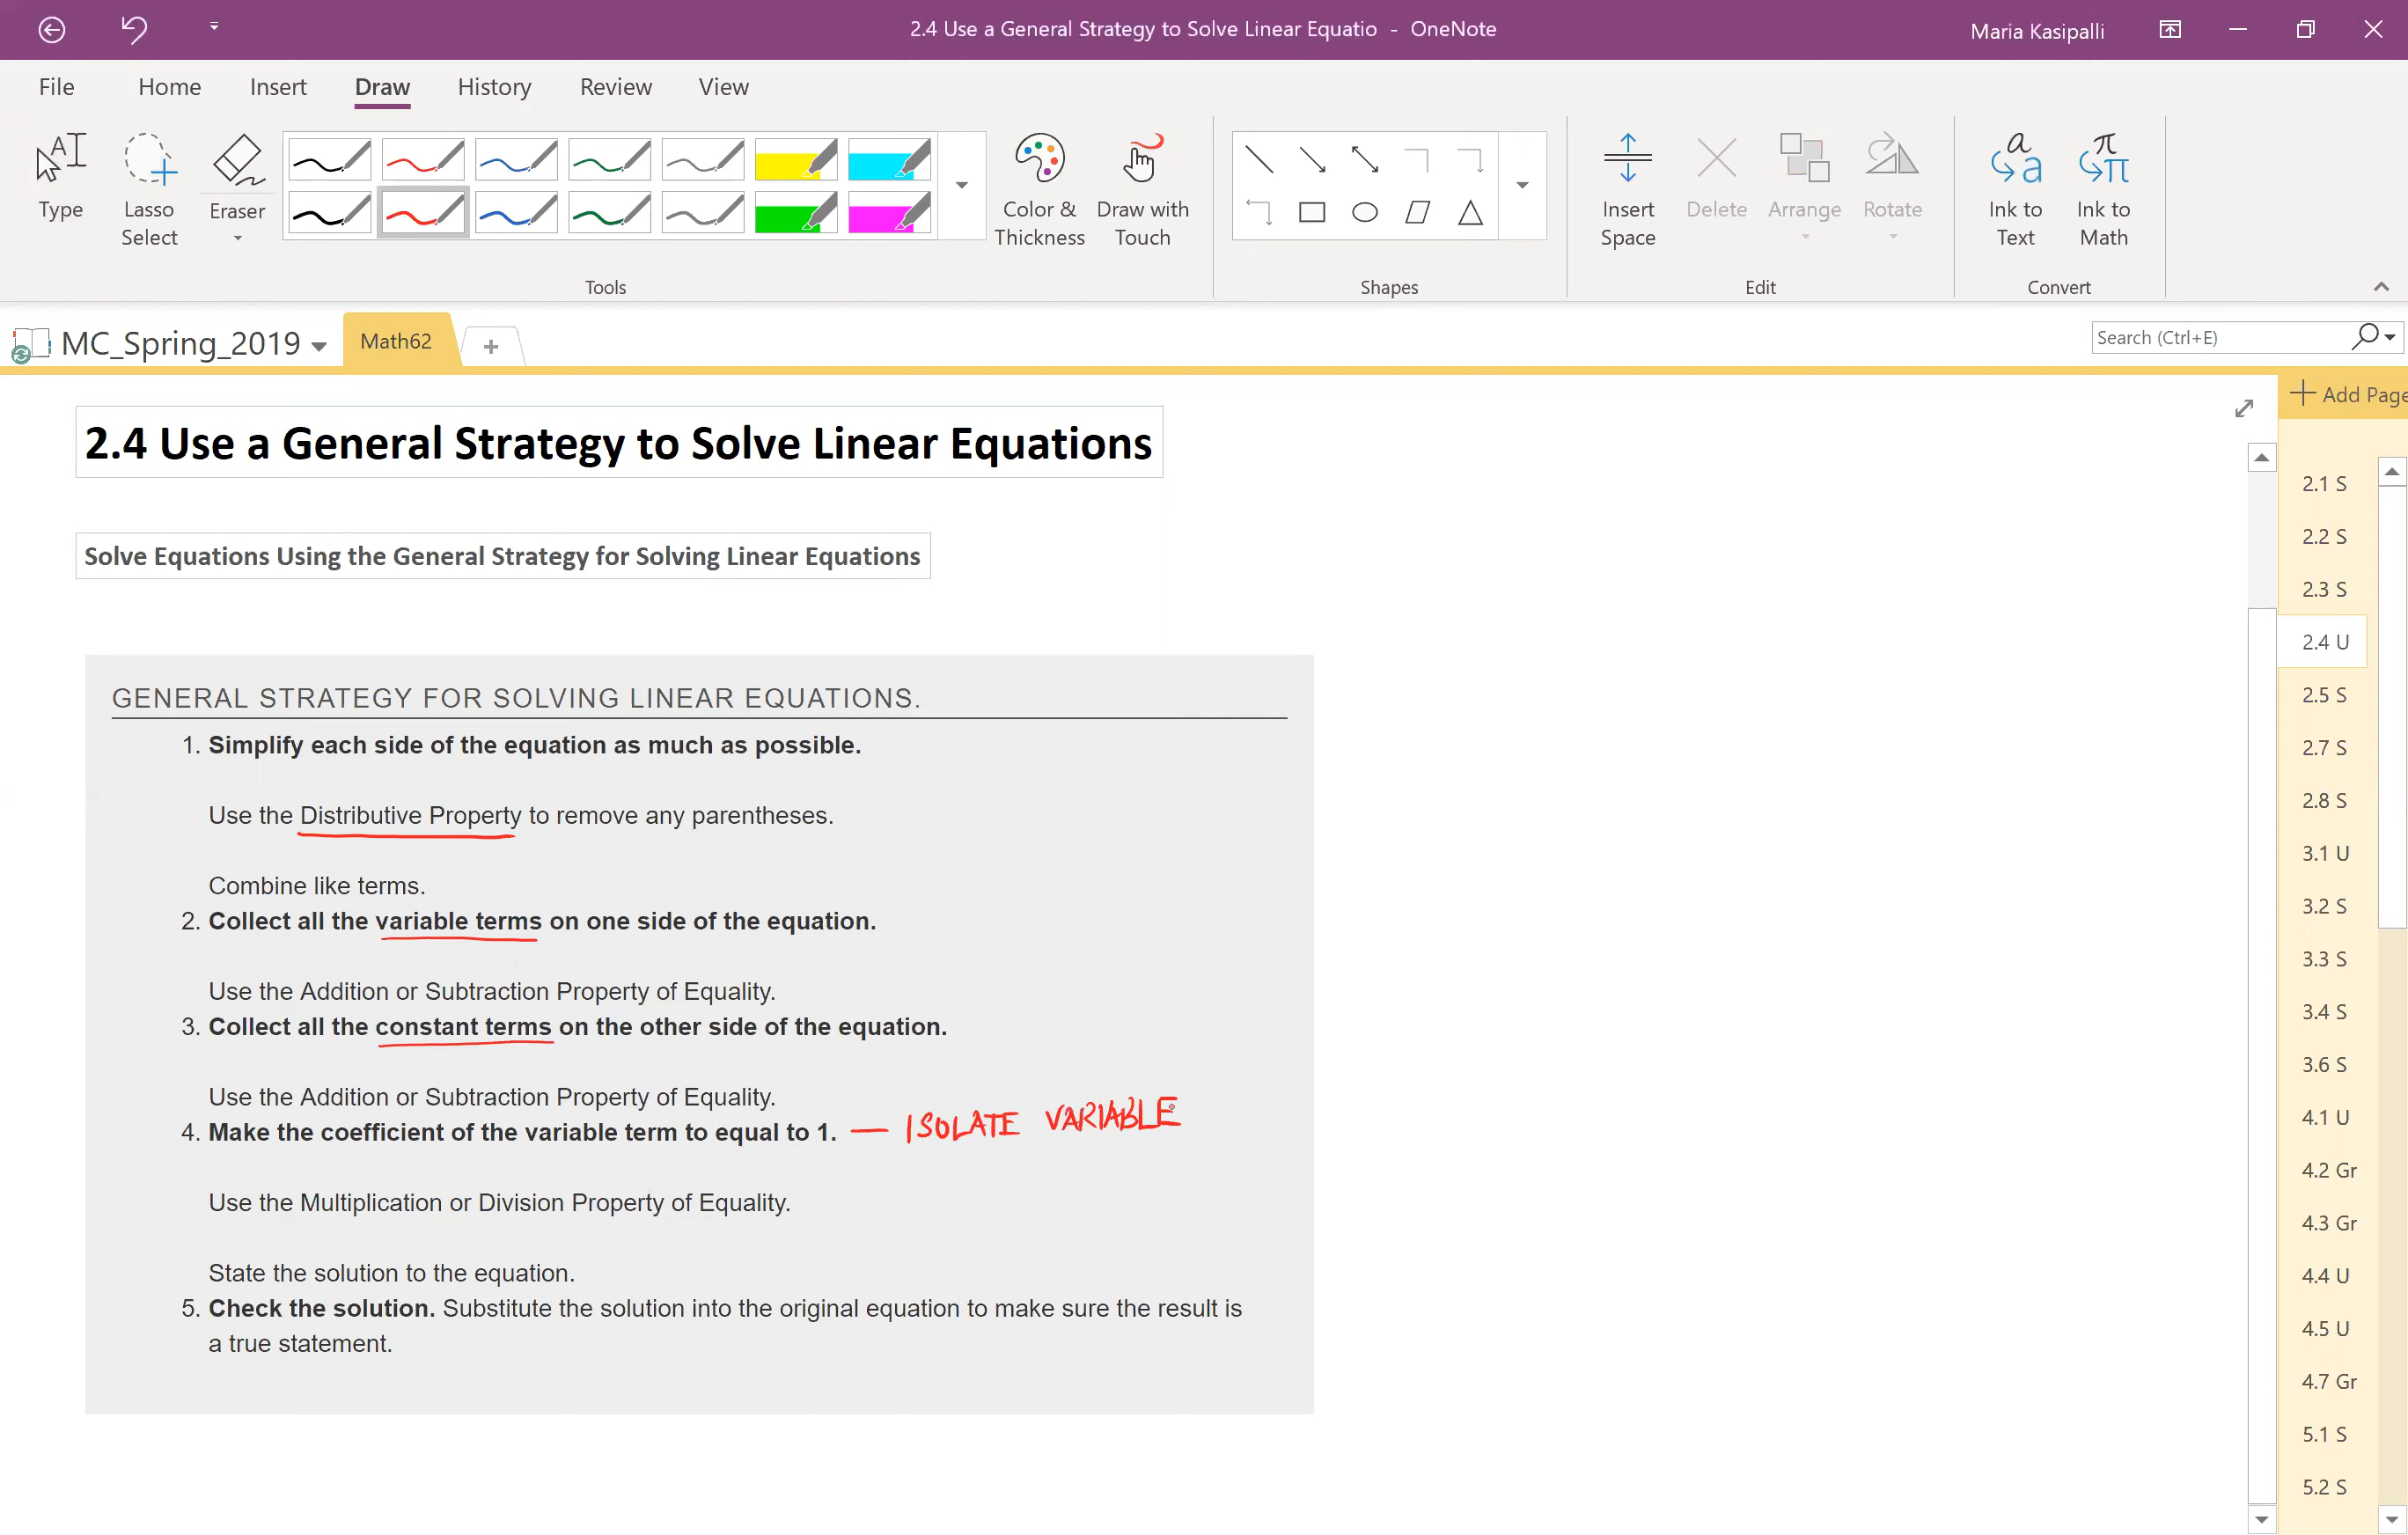 2.4 Use a General Strategy to Solve Linear Equatio - OneNote
Maria Kasipalli
File Home Insert Draw History Review View
Type
Lasso Select
Eraser
Color & Thickness
Draw with Touch
Insert Space
Delete
Arrange
Rotate
Ink to Text
Ink to Math
Tools
Shapes
Edit
Convert
MC_Spring_2019
Math62
Search (Ctrl+E)
Add Page
2.4 Use a General Strategy to Solve Linear Equations
Solve Equations Using the General Strategy for Solving Linear Equations
GENERAL STRATEGY FOR SOLVING LINEAR EQUATIONS.
1. Simplify each side of the equation as much as possible.
Use the Distributive Property to remove any parentheses.
Combine like terms.
2. Collect all the variable terms on one side of the equation.
Use the Addition or Subtraction Property of Equality.
3. Collect all the constant terms on the other side of the equation.
Use the Addition or Subtraction Property of Equality.
4. Make the coefficient of the variable term to equal to 1. — ISOLATE VARIABLE
Use the Multiplication or Division Property of Equality.
State the solution to the equation.
5. Check the solution. Substitute the solution into the original equation to make sure the result is
a true statement.
2.1 S
2.2 S
2.3 S
2.4 U
2.5 S
2.7 S
2.8 S
3.1 U
3.2 S
3.3 S
3.4 S
3.6 S
4.1 U
4.2 Gr
4.3 Gr
4.4 U
4.5 U
4.7 Gr
5.1 S
5.2 S